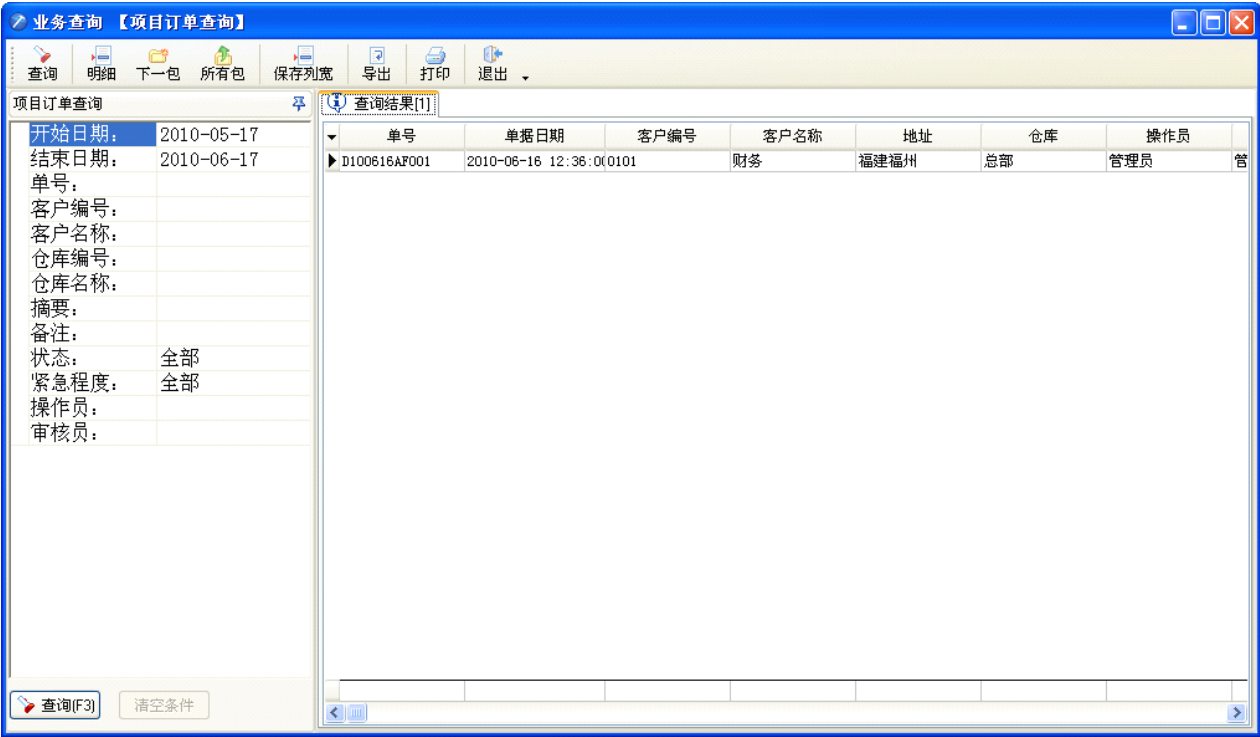 业务查询 【项目订单查询】
查询 明细 下一包 所有包 保存列宽 导出 打印 退出
项目订单查询
查询结果[1]
开始日期： 2010-05-17
结束日期： 2010-06-17
单号：
客户编号：
客户名称：
仓库编号：
仓库名称：
摘要：
备注：
状态： 全部
紧急程度： 全部
操作员：
审核员：
单号 单据日期 客户编号 客户名称 地址 仓库 操作员
D100616AF001 2010-06-16 12:36:0 0101 财务 福建福州 总部 管理员 管
查询(F3) 清空条件